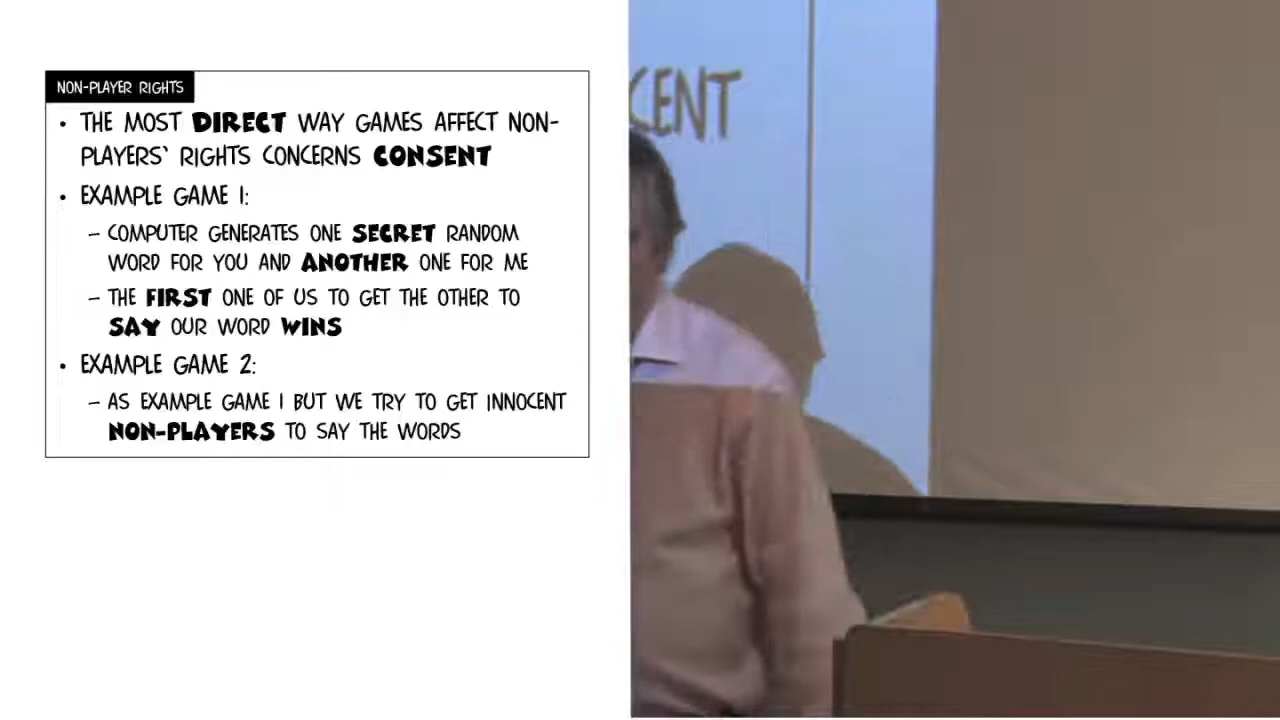 NON-PLAYER RIGHTS
• THE MOST DIRECT WAY GAMES AFFECT NON-
PLAYERS' RIGHTS CONCERNS CONSENT
• EXAMPLE GAME 1:
– COMPUTER GENERATES ONE SECRET RANDOM
WORD FOR YOU AND ANOTHER ONE FOR ME
– THE FIRST ONE OF US TO GET THE OTHER TO
SAY OUR WORD WINS
• EXAMPLE GAME 2:
– AS EXAMPLE GAME 1 BUT WE TRY TO GET INNOCENT
NON-PLAYERS TO SAY THE WORDS
CENT